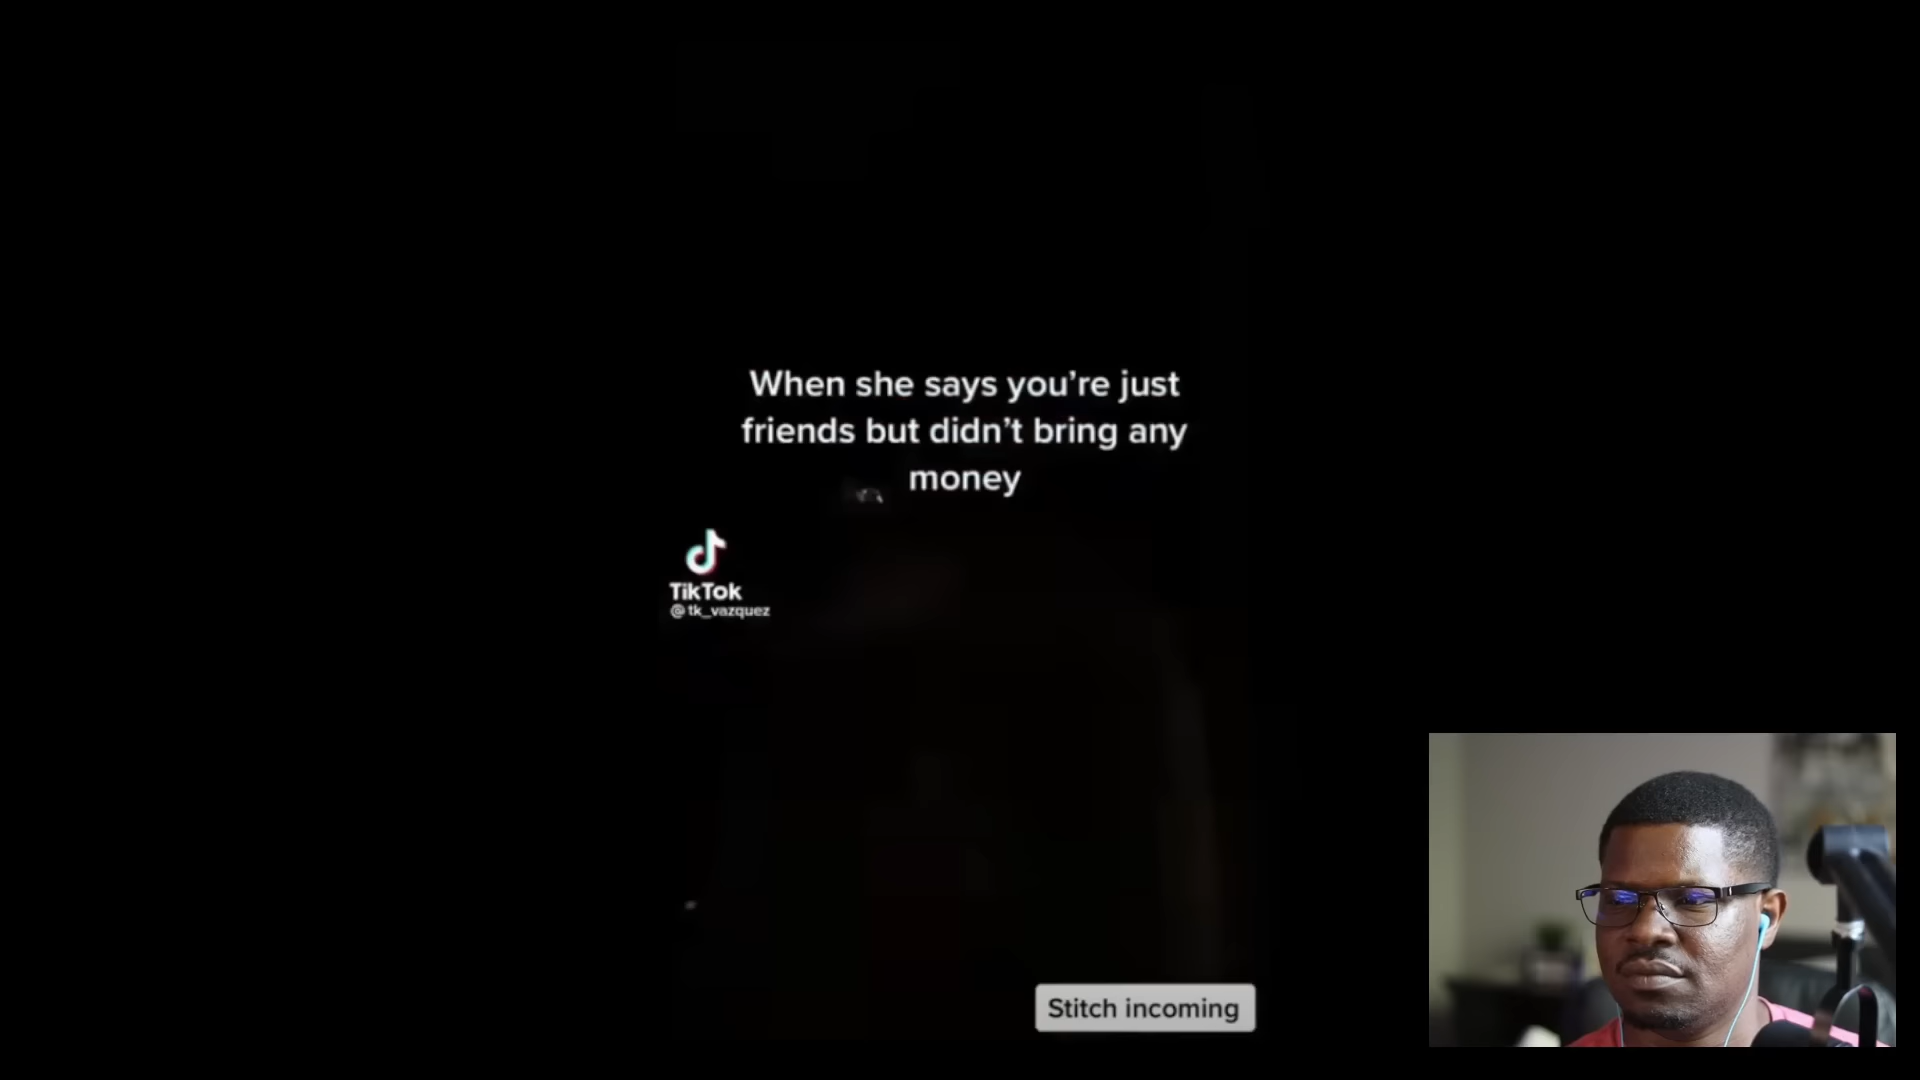 When she says you’re just
friends but didn’t bring any
money
TikTok
@tk_vazquez
Stitch incoming